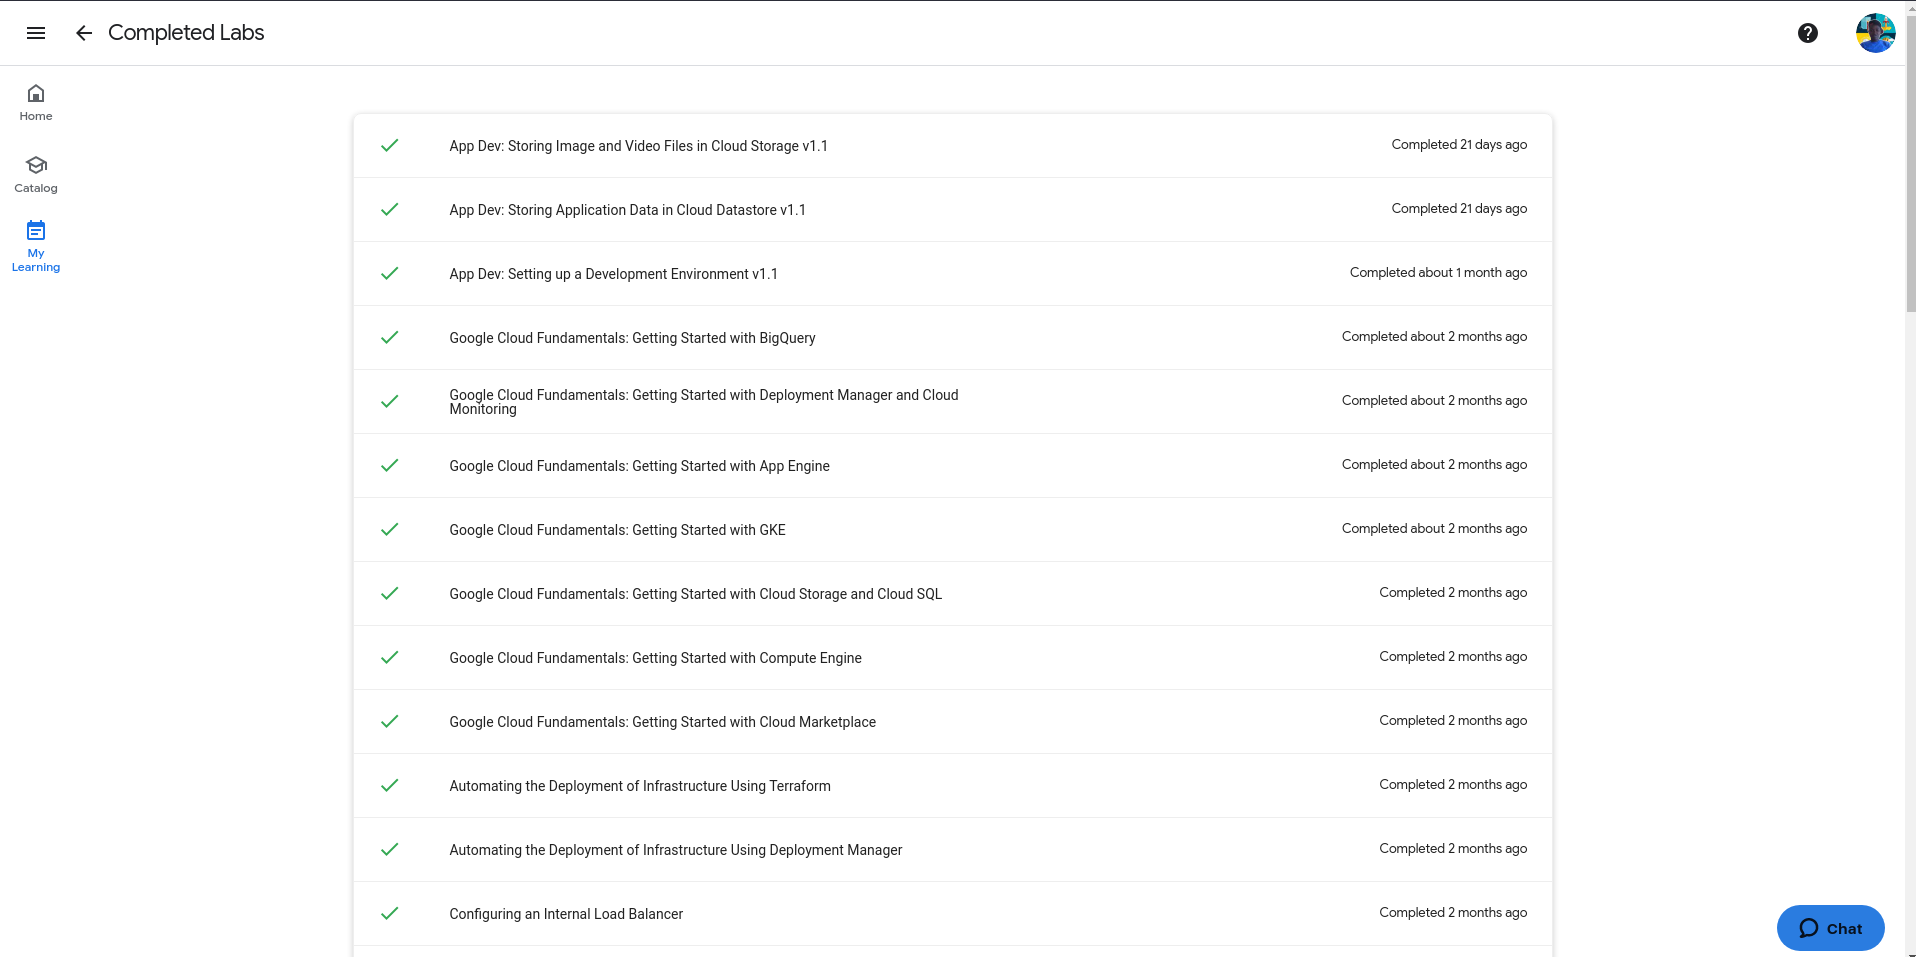 Completed Labs
Home
Catalog
My
Learning
App Dev: Storing Image and Video Files in Cloud Storage v1.1
Completed 21 days ago
App Dev: Storing Application Data in Cloud Datastore v1.1
Completed 21 days ago
App Dev: Setting up a Development Environment v1.1
Completed about 1 month ago
Google Cloud Fundamentals: Getting Started with BigQuery
Completed about 2 months ago
Google Cloud Fundamentals: Getting Started with Deployment Manager and Cloud
Monitoring
Completed about 2 months ago
Google Cloud Fundamentals: Getting Started with App Engine
Completed about 2 months ago
Google Cloud Fundamentals: Getting Started with GKE
Completed about 2 months ago
Google Cloud Fundamentals: Getting Started with Cloud Storage and Cloud SQL
Completed 2 months ago
Google Cloud Fundamentals: Getting Started with Compute Engine
Completed 2 months ago
Google Cloud Fundamentals: Getting Started with Cloud Marketplace
Completed 2 months ago
Automating the Deployment of Infrastructure Using Terraform
Completed 2 months ago
Automating the Deployment of Infrastructure Using Deployment Manager
Completed 2 months ago
Configuring an Internal Load Balancer
Completed 2 months ago
Chat